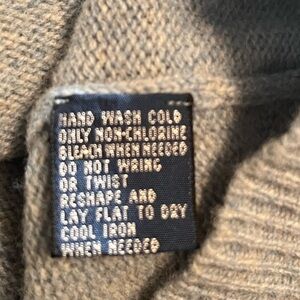 HAND WASH COLD
ONLY NON-CHLORINE
BLEACH WHEN NEEDED
DO NOT WRING
OR TWIST
RESHAPE AND
LAY FLAT TO DRY
COOL IRON
WHEN NEEDED